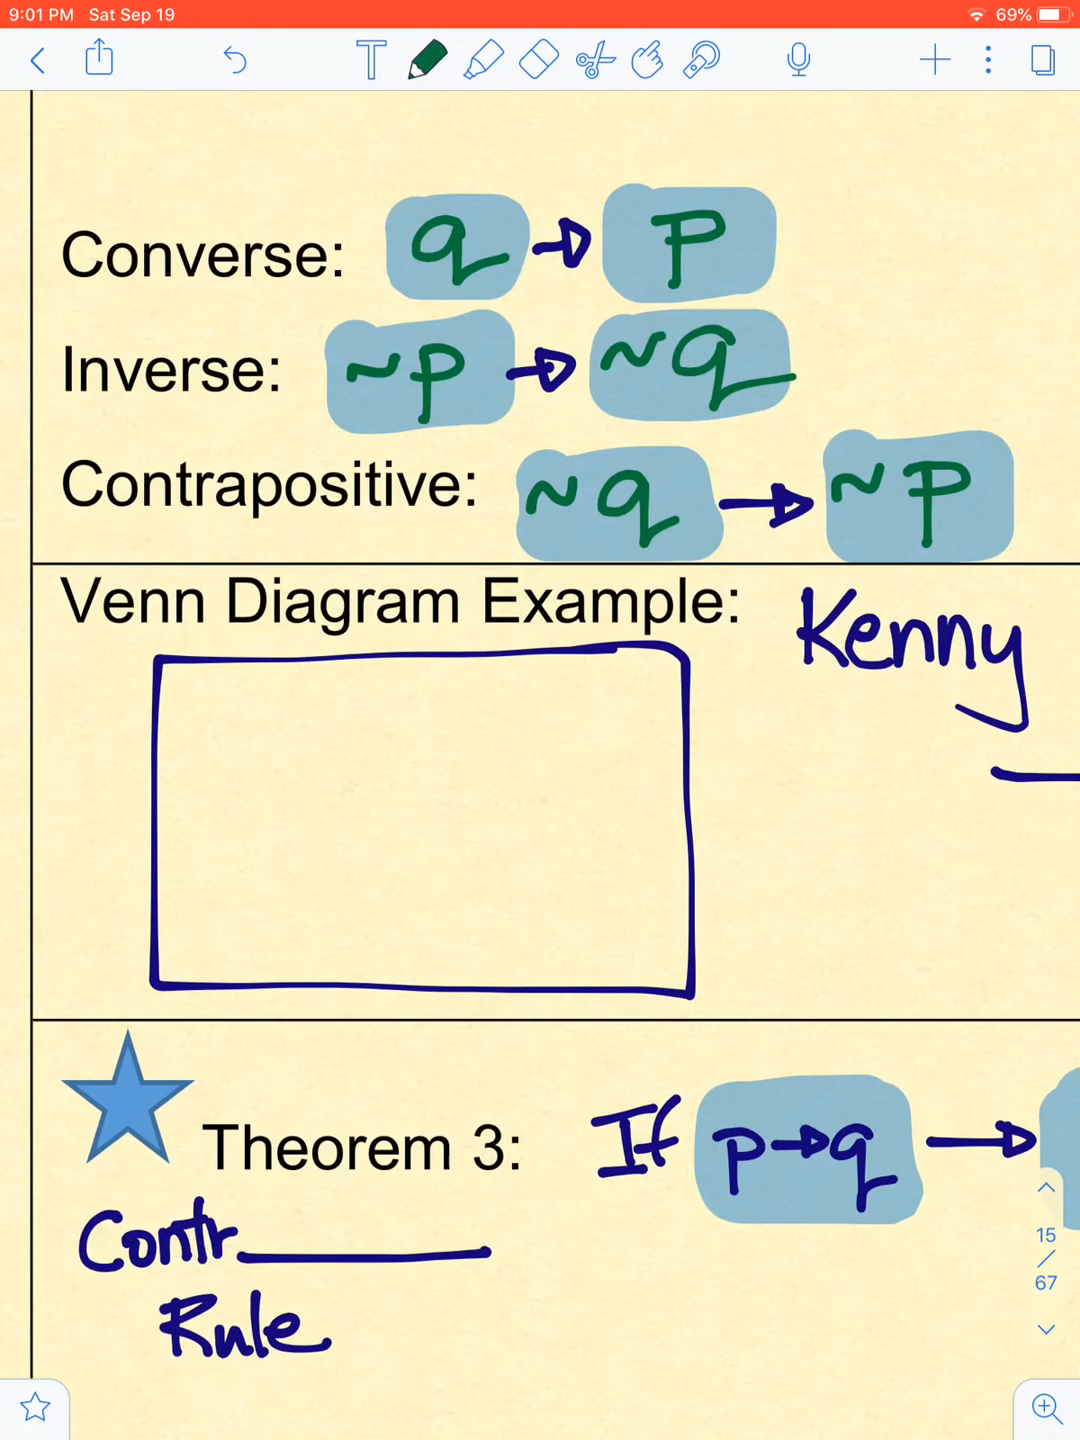 9:01 PM Sat Sep 19 69%
Converse: q → p
Inverse: ~p → ~q
Contrapositive: ~q → ~p
Venn Diagram Example: Kenny
Theorem 3: If p→q →
Contr______
Rule
15
/
67